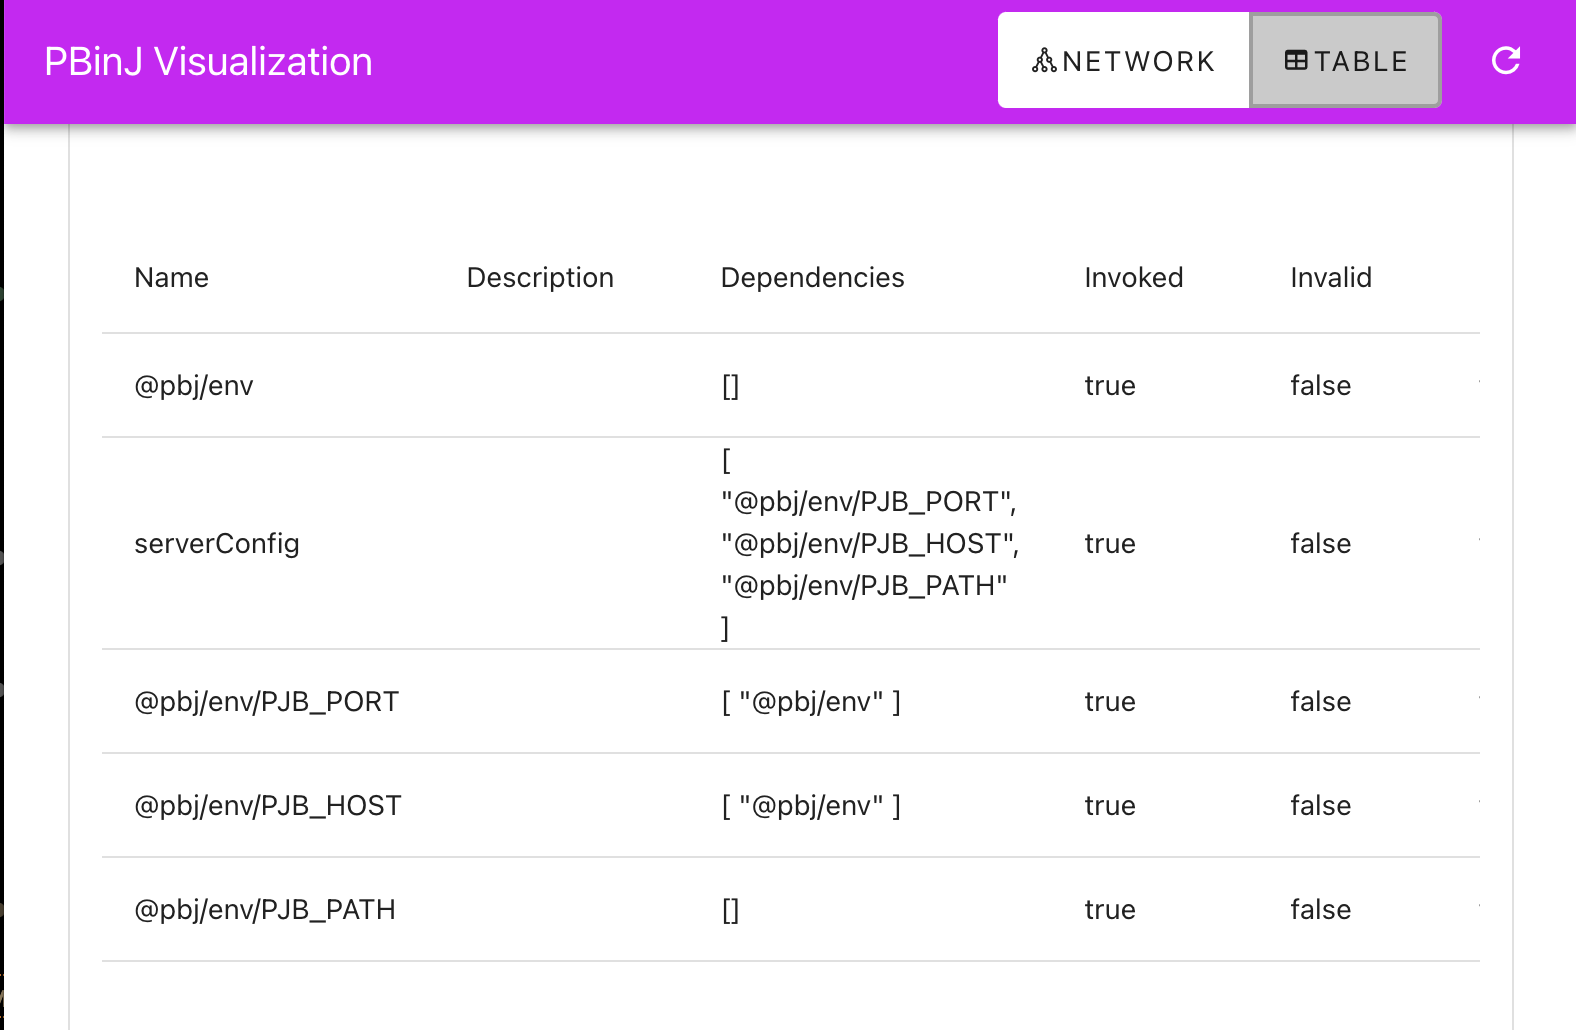 PBinJ Visualization
NETWORK
TABLE
Name Description Dependencies Invoked Invalid
@pbj/env [] true false
[
"@pbj/env/PJB_PORT",
serverConfig "@pbj/env/PJB_HOST", true false
"@pbj/env/PJB_PATH"
]
@pbj/env/PJB_PORT [ "@pbj/env" ] true false
@pbj/env/PJB_HOST [ "@pbj/env" ] true false
@pbj/env/PJB_PATH [] true false